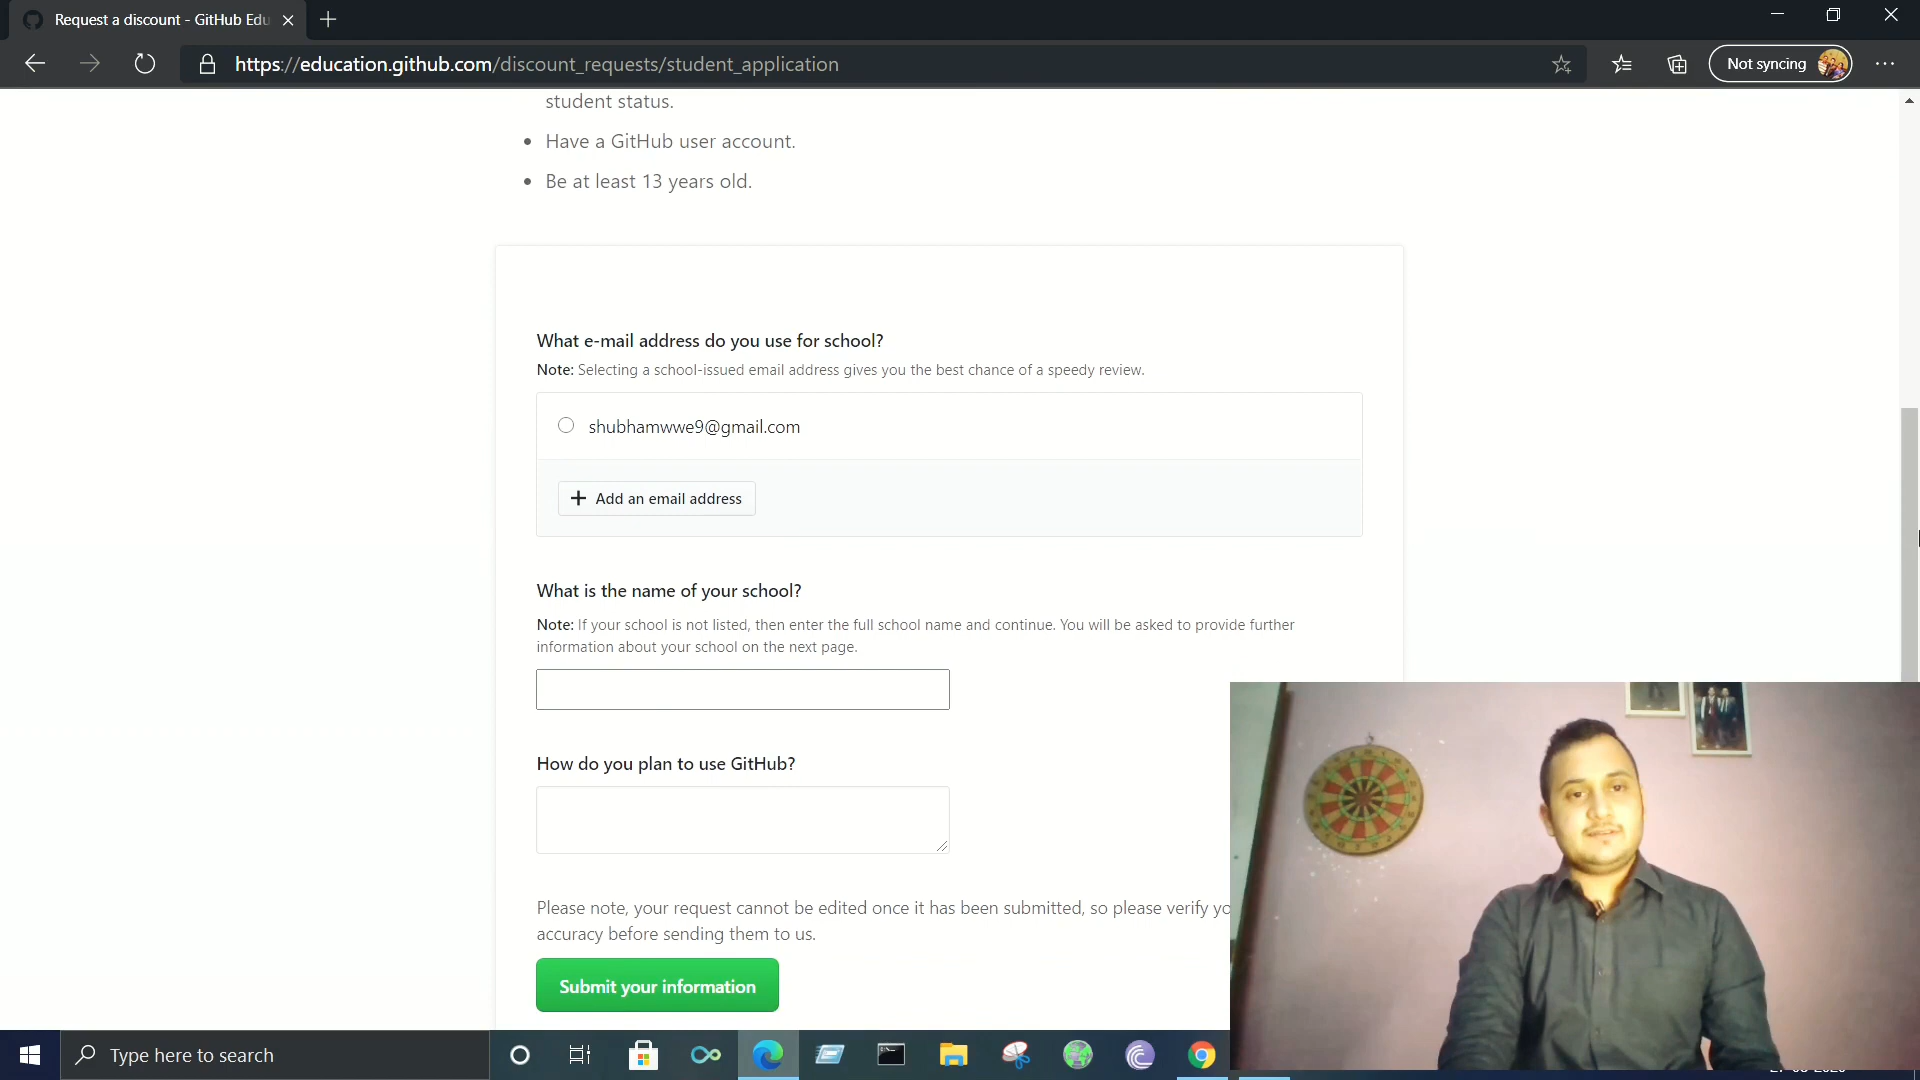 Request a discount - GitHub Edu
https://education.github.com/discount_requests/student_application
Not syncing
student status.
• Have a GitHub user account.
• Be at least 13 years old.
What e-mail address do you use for school?
Note: Selecting a school-issued email address gives you the best chance of a speedy review.
shubhamwwe9@gmail.com
+ Add an email address
What is the name of your school?
Note: If your school is not listed, then enter the full school name and continue. You will be asked to provide further
information about your school on the next page.
How do you plan to use GitHub?
Please note, your request cannot be edited once it has been submitted, so please verify yo
accuracy before sending them to us.
Submit your information
Type here to search